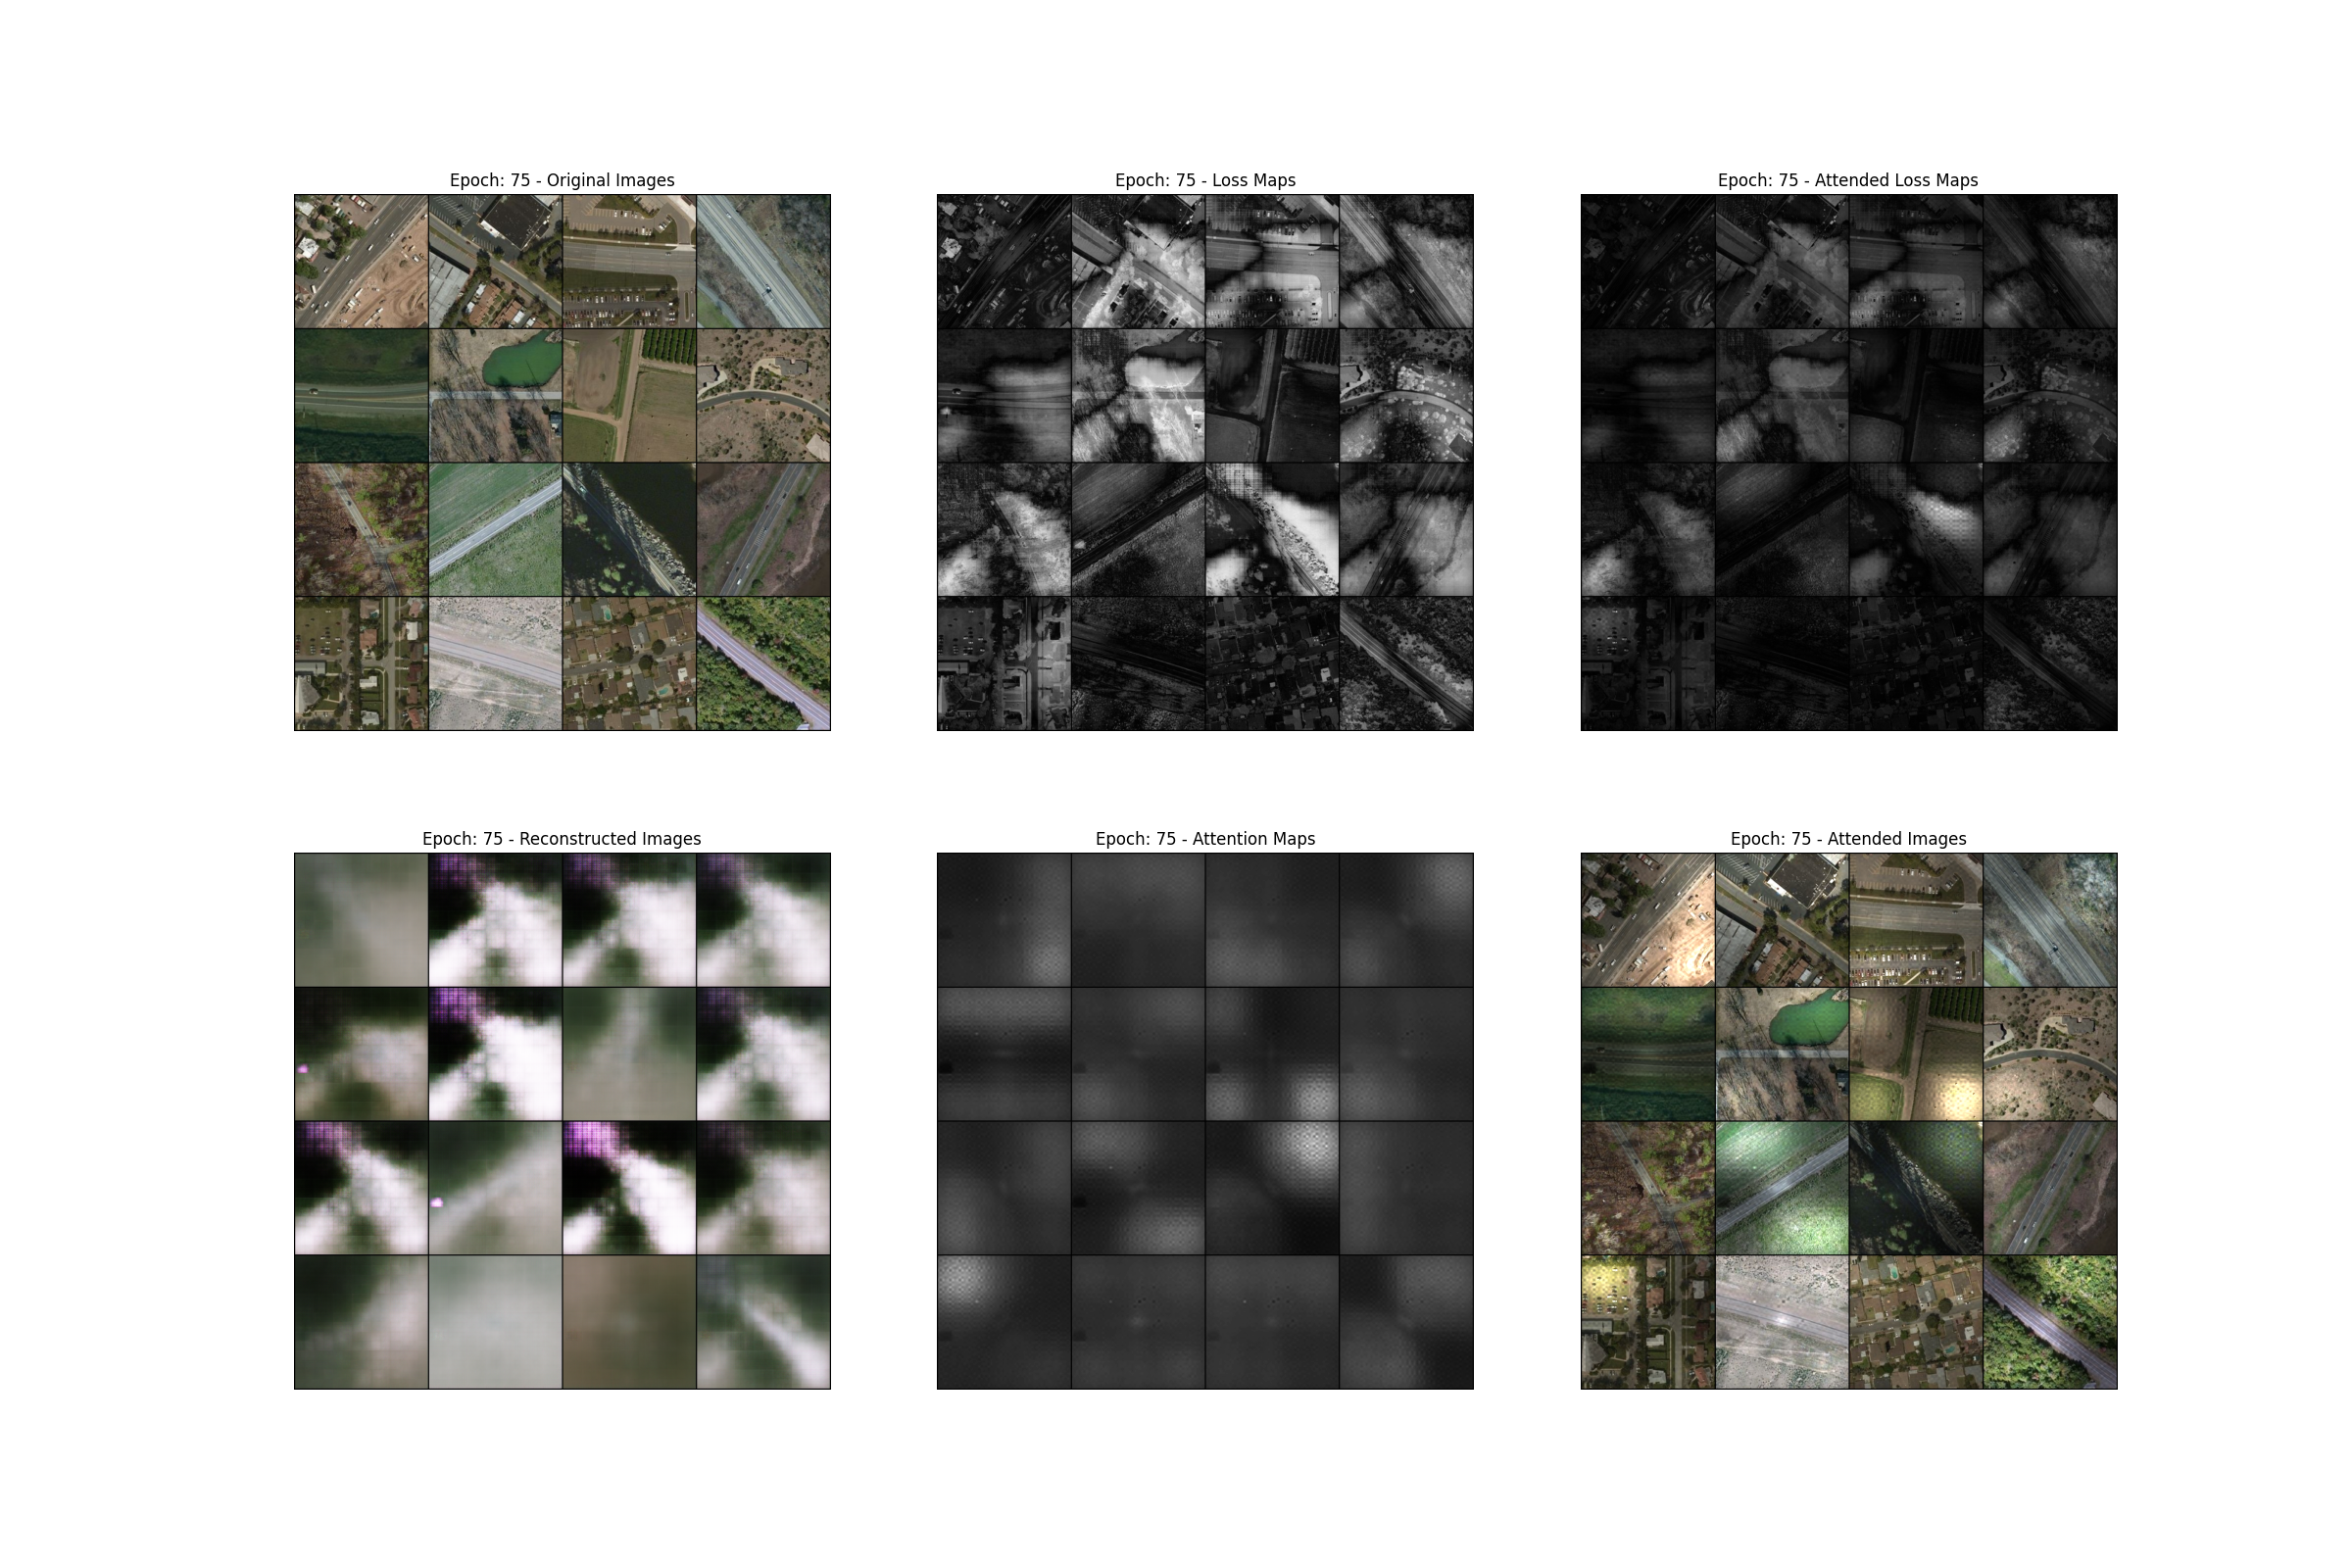 Epoch: 75 - Original Images
Epoch: 75 - Loss Maps
Epoch: 75 - Attended Loss Maps
Epoch: 75 - Reconstructed Images
Epoch: 75 - Attention Maps
Epoch: 75 - Attended Images